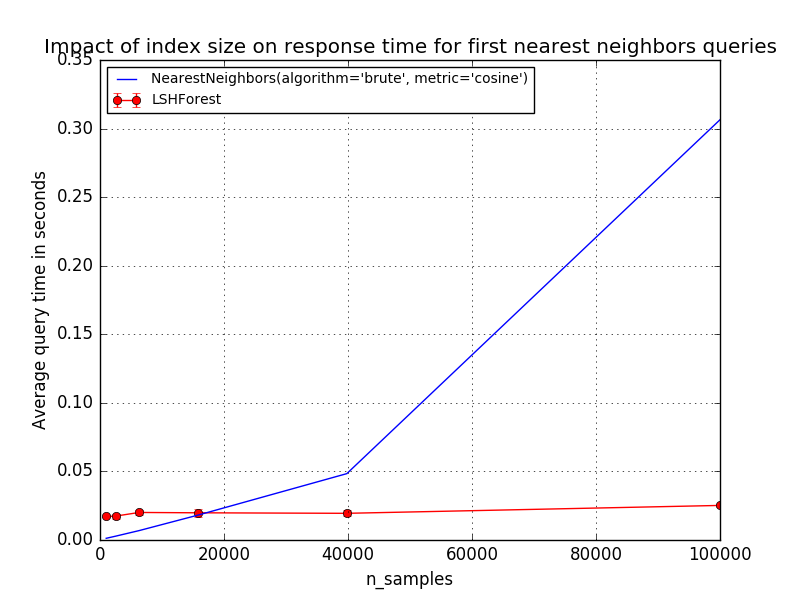 Impact of index size on response time for first nearest neighbors queries
NearestNeighbors(algorithm='brute', metric='cosine')
LSHForest
Average query time in seconds
0.35
0.30
0.25
0.20
0.15
0.10
0.05
0.00
0 20000 40000 60000 80000 100000
n_samples